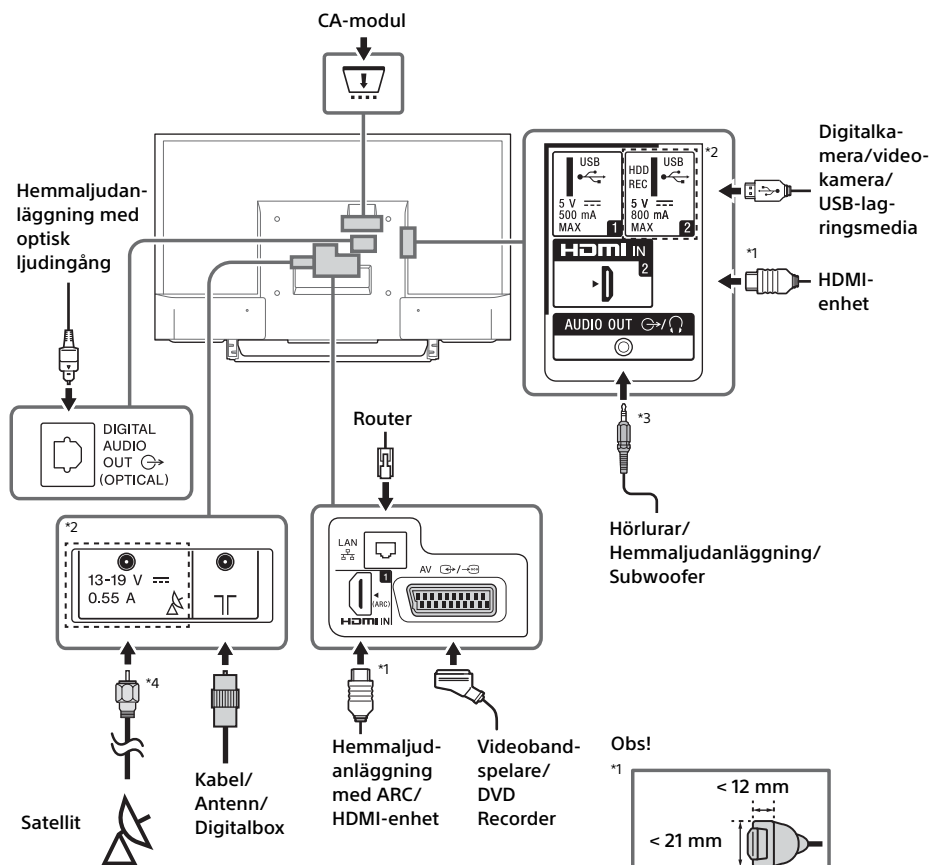 CA-modul
Hemmaljudan-
läggning med
optisk
ljudingång
DIGITAL
AUDIO
OUT
(OPTICAL)
*2
USB
5 V
500 mA
MAX
1
HDD
REC
USB
5 V
800 mA
MAX
2
HDMI IN
2
AUDIO OUT
Digitalka-
mera/video-
kamera/
USB-lag-
ringsmedia
*1
HDMI-
enhet
*3
Hörlurar/
Hemmaljudanläggning/
Subwoofer
Router
LAN
1
(ARC)
HDMI IN
AV
*2
13-19 V
0.55 A
*4
Satellit
Kabel/
Antenn/
Digitalbox
*1
Hemmaljud-
anläggning
med ARC/
HDMI-enhet
Videoband-
spelare/
DVD
Recorder
Obs!
*1
< 12 mm
< 21 mm